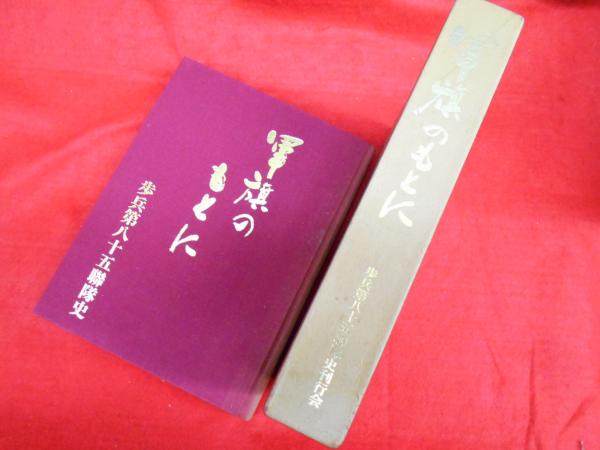 軍旗の
もとに
歩兵第八十五聯隊史
軍旗のもとに
歩兵第八十五聯隊史刊行会